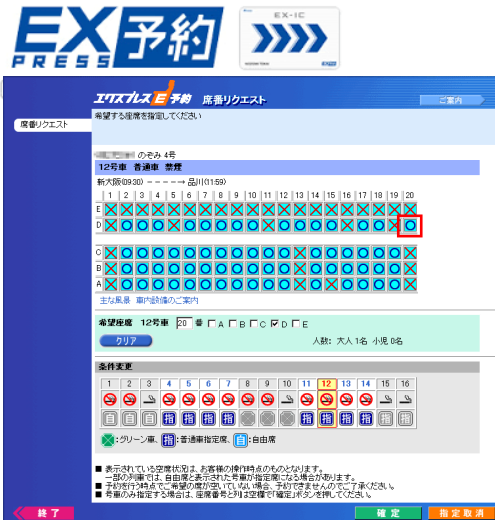 EX予約
EXPRESS
EX-IC
エクスプレスE予約 座席リクエスト
ご案内
希望する座席を指定してください
席番リクエスト
のぞみ 4号
12号車 普通車 禁煙
新大阪(09:30) ----→ 品川(11:59)
1 2 3 4 5 6 7 8 9 10 11 12 13 14 15 16 17 18 19 20
E
D
C
B
A
主な風景 車内設備のご案内
希望座席 12号車 20 番 A B C D E
クリア
人数: 大人 1名 小児 0名
条件変更
1 2 3 4 5 6 7 8 9 10 11 12 13 14 15 16
自 自 自 指 指 指 指 指 指 指 指 自 自
:グリーン車、指:普通車指定席、自:自由席
■ 表示されている空席状況は、お客様の操作時点のものとなります。
一部の列車では、自由席と表示された号車が指定席になる場合が有ります。
■ 予約を行う時点でご希望の席が空いていない場合、予約できませんのでご了承ください。
■ 号車のみ指定する場合は、座席番号と列は空欄で「確定」ボタンを押してください。
終了
確定
指定取消